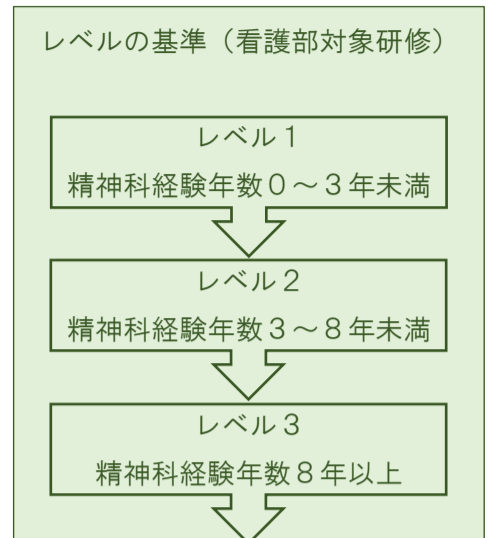 レベルの基準（看護部対象研修）
レベル１
精神科経験年数０～３年未満
レベル２
精神科経験年数３～８年未満
レベル３
精神科経験年数８年以上